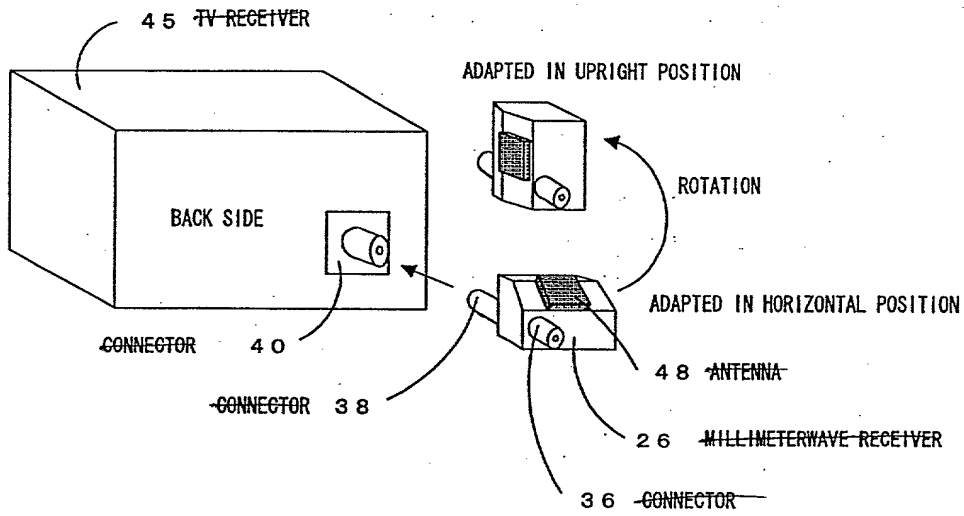 45 TV RECEIVER
ADAPTED IN UPRIGHT POSITION
ROTATION
BACK SIDE
ADAPTED IN HORIZONTAL POSITION
CONNECTOR 40
48 ANTENNA
CONNECTOR 38
26 MILLIMETERWAVE RECEIVER
36 CONNECTOR